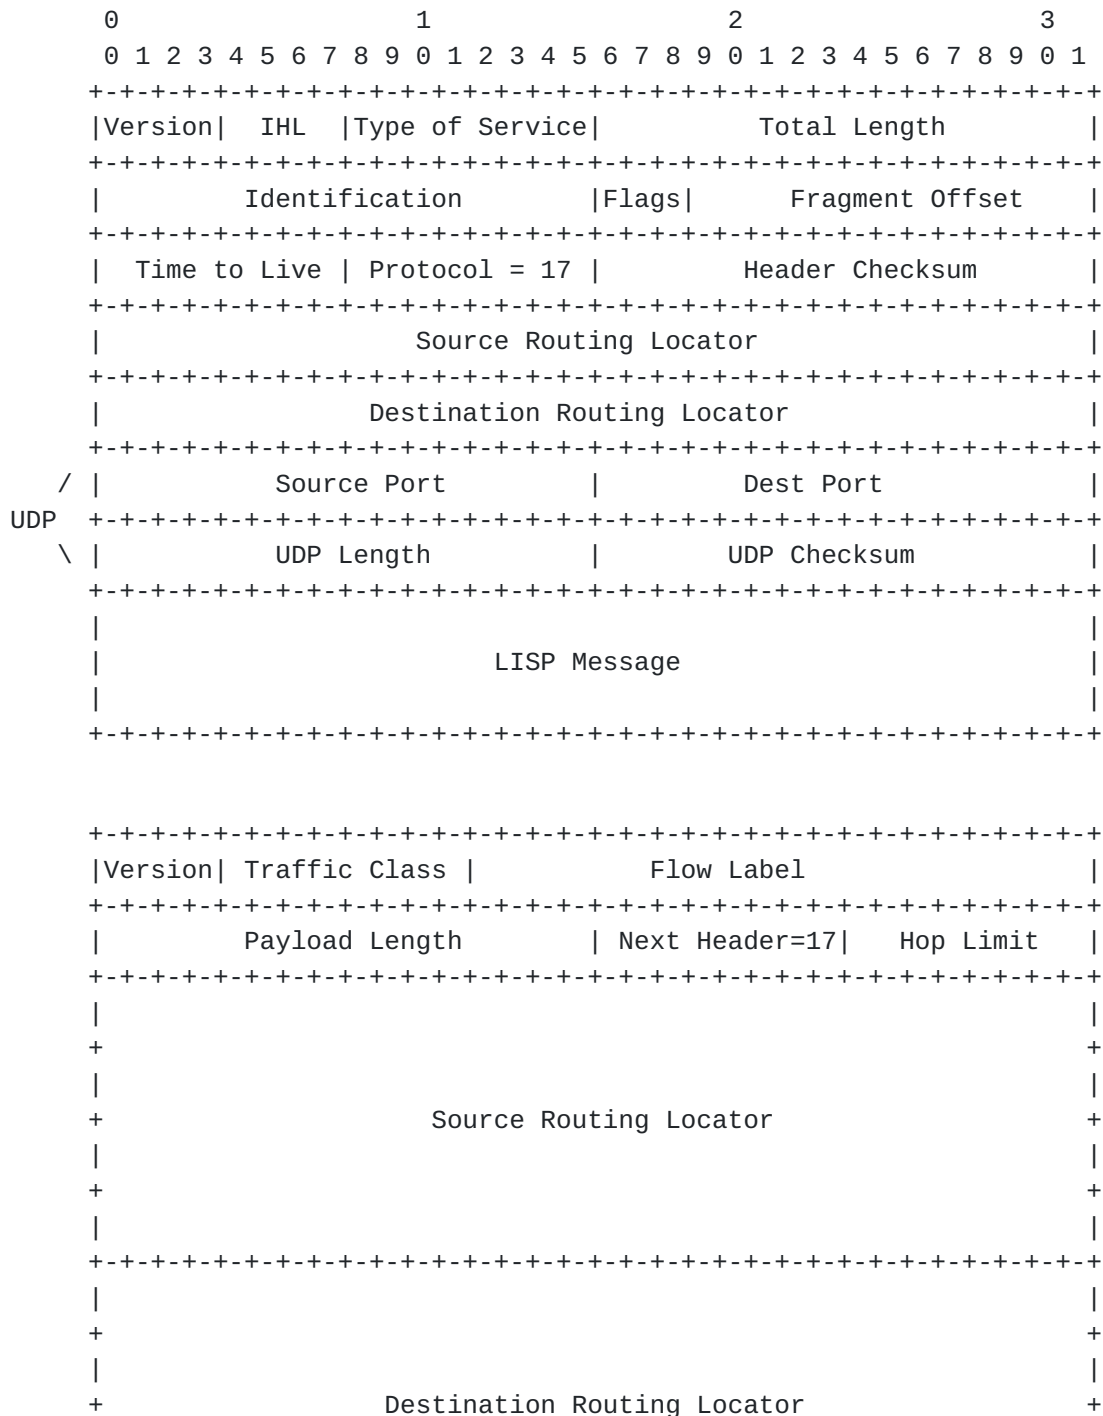 0                   1                   2                   3
0 1 2 3 4 5 6 7 8 9 0 1 2 3 4 5 6 7 8 9 0 1 2 3 4 5 6 7 8 9 0 1
+-+-+-+-+-+-+-+-+-+-+-+-+-+-+-+-+-+-+-+-+-+-+-+-+-+-+-+-+-+-+-+-+
|Version|  IHL  |Type of Service|          Total Length         |
+-+-+-+-+-+-+-+-+-+-+-+-+-+-+-+-+-+-+-+-+-+-+-+-+-+-+-+-+-+-+-+-+
|         Identification        |Flags|      Fragment Offset    |
+-+-+-+-+-+-+-+-+-+-+-+-+-+-+-+-+-+-+-+-+-+-+-+-+-+-+-+-+-+-+-+-+
|  Time to Live | Protocol = 17 |         Header Checksum       |
+-+-+-+-+-+-+-+-+-+-+-+-+-+-+-+-+-+-+-+-+-+-+-+-+-+-+-+-+-+-+-+-+
|                    Source Routing Locator                     |
+-+-+-+-+-+-+-+-+-+-+-+-+-+-+-+-+-+-+-+-+-+-+-+-+-+-+-+-+-+-+-+-+
|                 Destination Routing Locator                   |
+-+-+-+-+-+-+-+-+-+-+-+-+-+-+-+-+-+-+-+-+-+-+-+-+-+-+-+-+-+-+-+-+
/ |           Source Port         |         Dest Port             |
UDP  +-+-+-+-+-+-+-+-+-+-+-+-+-+-+-+-+-+-+-+-+-+-+-+-+-+-+-+-+-+-+-+-+
\ |           UDP Length          |        UDP Checksum           |
+-+-+-+-+-+-+-+-+-+-+-+-+-+-+-+-+-+-+-+-+-+-+-+-+-+-+-+-+-+-+-+-+
|                                                               |
|                         LISP Message                          |
|                                                               |
+-+-+-+-+-+-+-+-+-+-+-+-+-+-+-+-+-+-+-+-+-+-+-+-+-+-+-+-+-+-+-+-+
+-+-+-+-+-+-+-+-+-+-+-+-+-+-+-+-+-+-+-+-+-+-+-+-+-+-+-+-+-+-+-+-+
|Version| Traffic Class |           Flow Label                  |
+-+-+-+-+-+-+-+-+-+-+-+-+-+-+-+-+-+-+-+-+-+-+-+-+-+-+-+-+-+-+-+-+
|         Payload Length        | Next Header=17|   Hop Limit   |
+-+-+-+-+-+-+-+-+-+-+-+-+-+-+-+-+-+-+-+-+-+-+-+-+-+-+-+-+-+-+-+-+
|                                                               |
+                                                               +
|                                                               |
+                     Source Routing Locator                    +
|                                                               |
+                                                               +
|                                                               |
+-+-+-+-+-+-+-+-+-+-+-+-+-+-+-+-+-+-+-+-+-+-+-+-+-+-+-+-+-+-+-+-+
|                                                               |
+                                                               +
|                                                               |
+                  Destination Routing Locator                  +